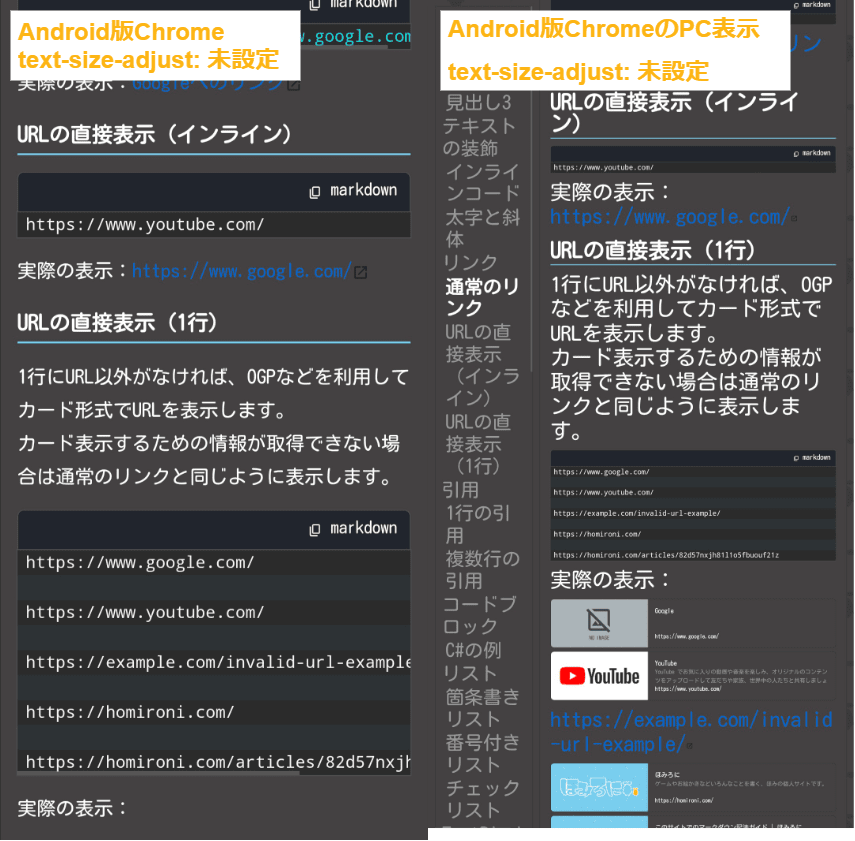 markdown
Android版Chrome
text-size-adjust: 未設定
.google.com
実際の表示：Googleへのリンク
URLの直接表示（インライン）
markdown
https://www.youtube.com/
実際の表示：https://www.google.com/
URLの直接表示（1行）
1行にURL以外がなければ、OGPなどを利用して
カード形式でURLを表示します。
カード表示するための情報が取得できない場
合は通常のリンクと同じように表示します。
markdown
https://www.google.com/
https://www.youtube.com/
https://example.com/invalid-url-example
https://homironi.com/
https://homironi.com/articles/82d57nxjh
実際の表示：
markdown
Android版ChromeのPC表示
text-size-adjust: 未設定
リン
見出し3
テキスト
の装飾
インライン
ンコード
太字と斜
体
リンク
通常のリ
ンク
URLの直
接表示
（インラ
イン）
URLの直
接表示
（1行）
引用
1行の引
用
複数行の
引用
コードブ
ロック
C#の例
リスト
箇条書き
リスト
番号付き
リスト
チェック
リスト
URLの直接表示（インライ
ン）
markdown
https://www.youtube.com/
実際の表示：
https://www.google.com/
URLの直接表示（1行）
1行にURL以外がなければ、OGP
などを利用してカード形式で
URLを表示します。
カード表示するための情報が
取得できない場合は通常のリ
ンクと同じように表示しま
す。
markdown
https://www.google.com/
https://www.youtube.com/
https://example.com/invalid-url-example/
https://homironi.com/
https://homironi.com/articles/82d57nxjh81l1o5fbuouf21z
実際の表示：
NO IMAGE
Google
https://www.google.com/
YouTube
YouTube
YouTube でお気に入りの動画や音楽を楽しみ、オリジナルのコンテン
ツをアップロードして友だちや家族、世界中の人たちと共有しましょ
https://www.youtube.com/
https://example.com/invalid
-url-example/
ほみろに
ほみろに
ゲームやお絵かきなどいろんなことを書く、ほみの個人サイトです。
https://homironi.com/
このサイトでのマークダウン記法ガイド | ほみろに